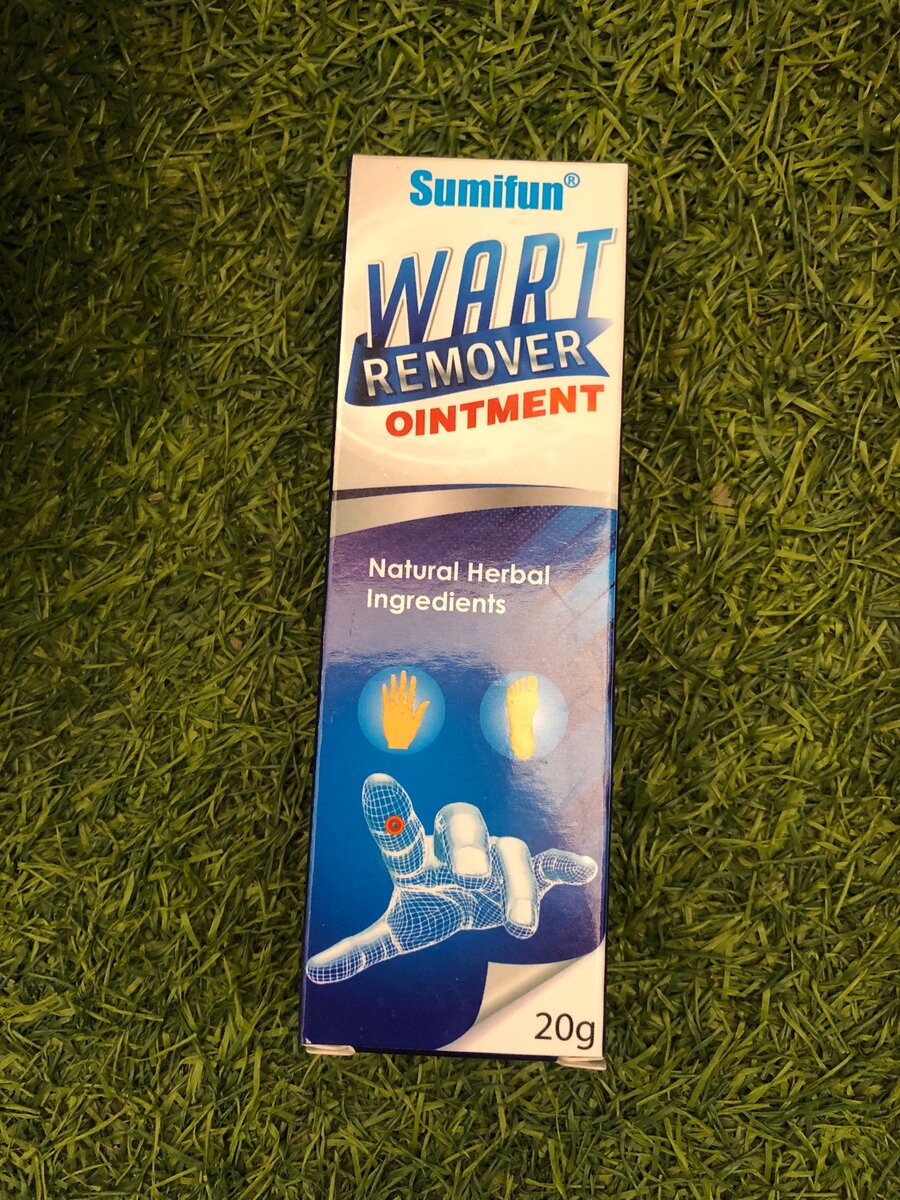 Sumifun®
WART
REMOVER
OINTMENT
Natural Herbal
Ingredients
20g